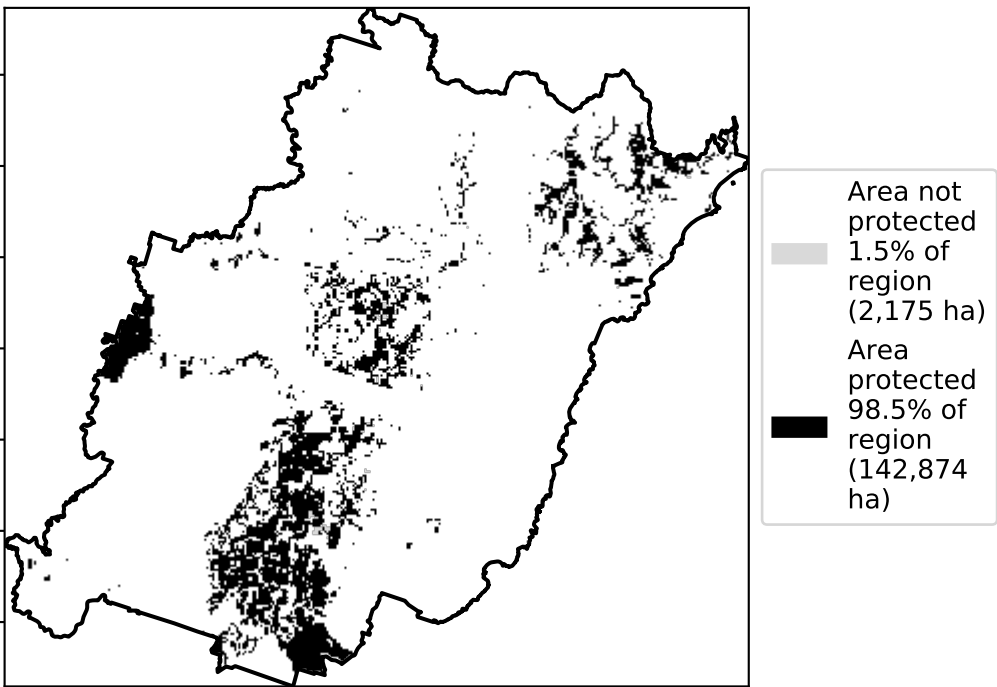 Area not
protected
1.5% of
region
(2,175 ha)
Area
protected
98.5% of
region
(142,874
ha)